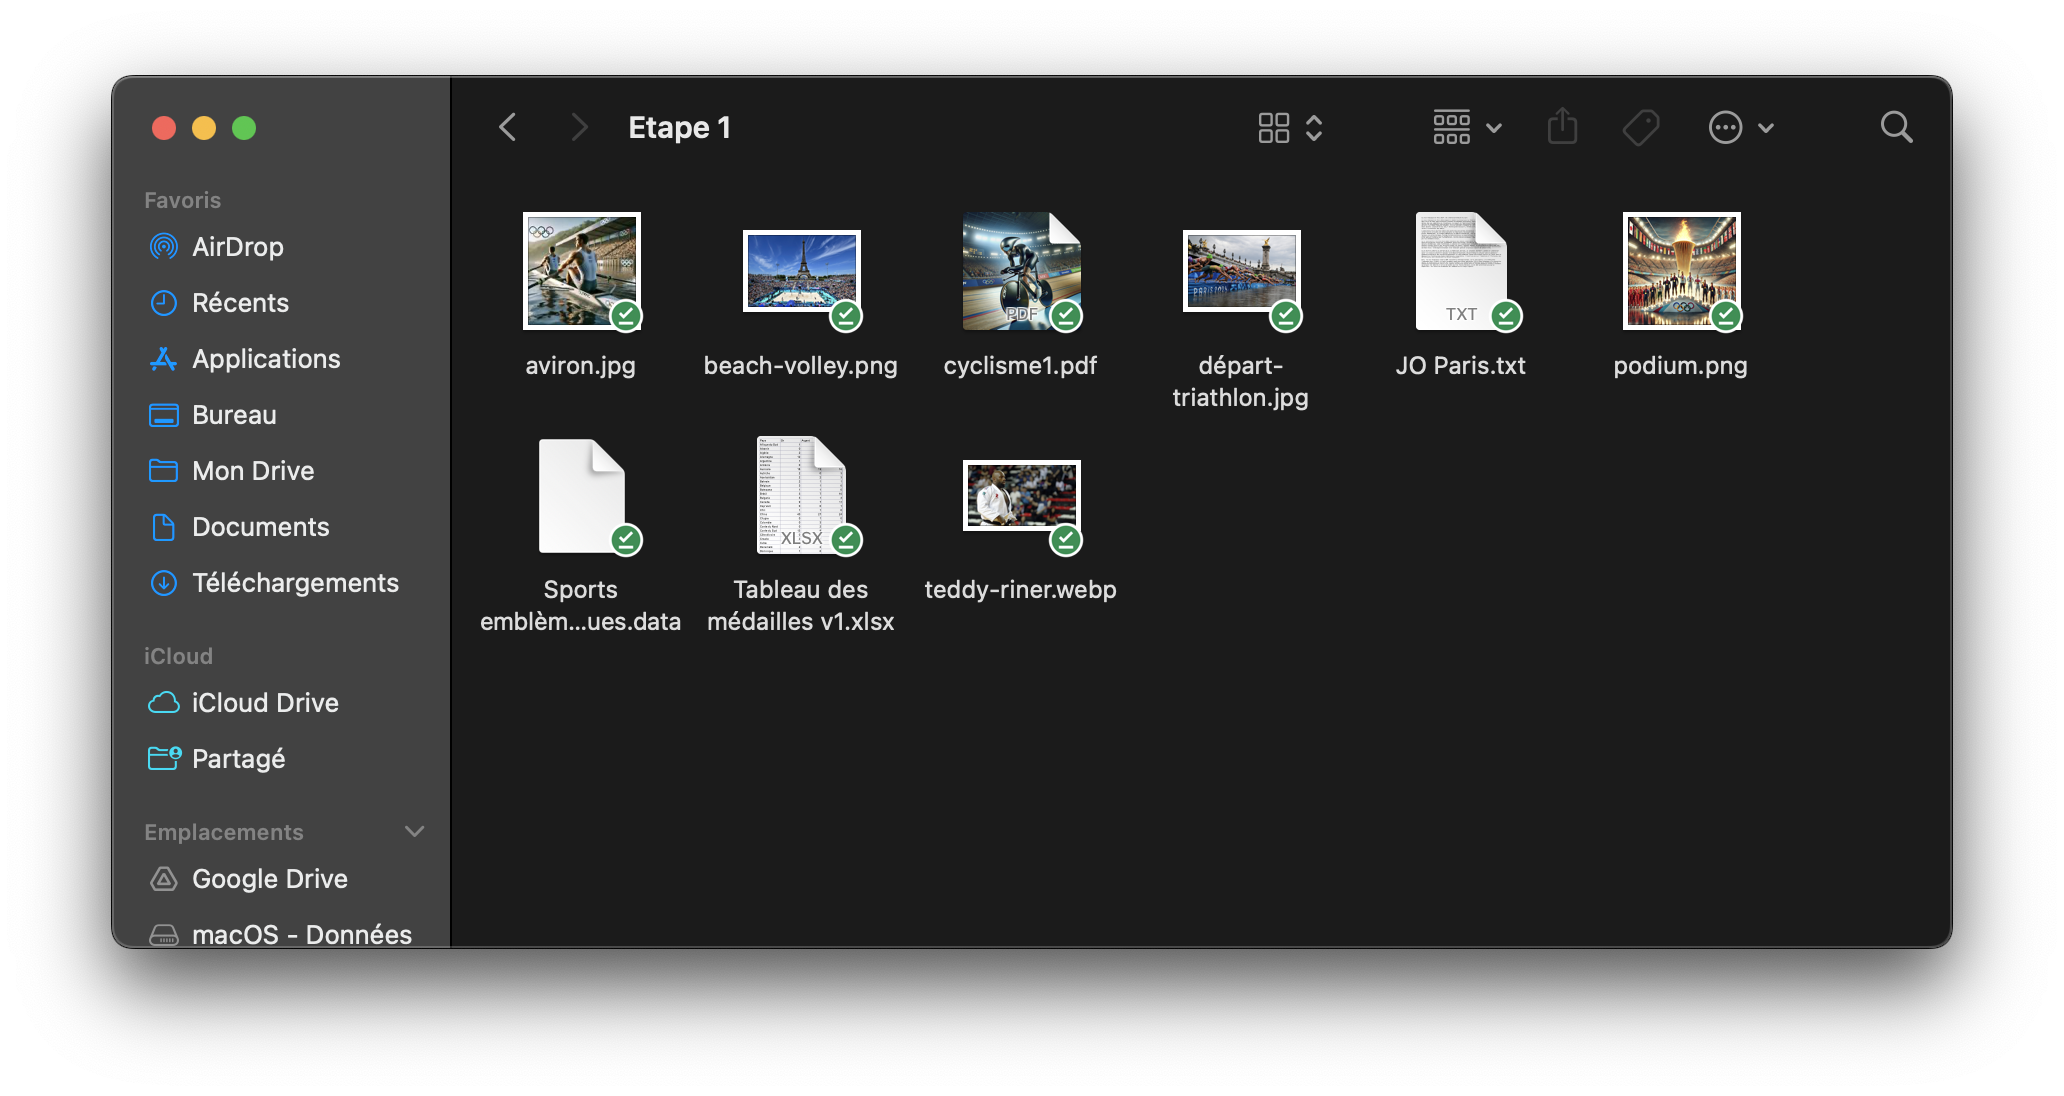 Etape 1
Favoris
AirDrop
Récents
Applications
Bureau
Mon Drive
Documents
Téléchargements
iCloud
iCloud Drive
Partagé
Emplacements
Google Drive
macOS - Données
PDF
TXT
aviron.jpg
beach-volley.png
cyclisme1.pdf
départ-
triathlon.jpg
JO Paris.txt
podium.png
XLSX
Sports
emblèm...ues.data
Tableau des
médailles v1.xlsx
teddy-riner.webp